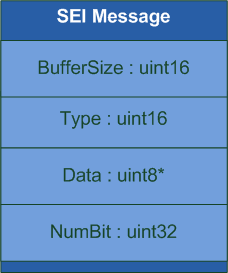 SEI Message
BufferSize : uint16
Type : uint16
Data : uint8*
NumBit : uint32